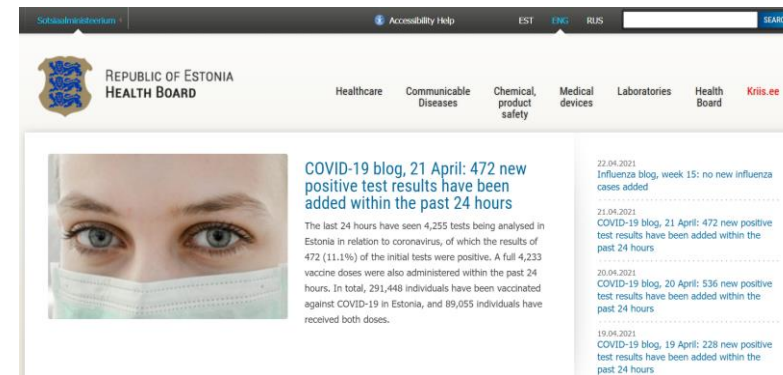 Sotsiaalministeerium
Accessibility Help
EST ENG RUS
SEARC
REPUBLIC OF ESTONIA
HEALTH BOARD
Healthcare
Communicable
Diseases
Chemical,
product
safety
Medical
devices
Laboratories
Health
Board
Kriis.ee
COVID-19 blog, 21 April: 472 new
positive test results have been
added within the past 24 hours
The last 24 hours have seen 4,255 tests being analysed in
Estonia in relation to coronavirus, of which the results of
472 (11.1%) of the initial tests were positive. A full 4,233
vaccine doses were also administered within the past 24
hours. In total, 291,448 individuals have been vaccinated
against COVID-19 in Estonia, and 89,055 individuals have
received both doses.
22.04.2021
Influenza blog, week 15: no new influenza
cases added
21.04.2021
COVID-19 blog, 21 April: 472 new positive
test results have been added within the
past 24 hours
20.04.2021
COVID-19 blog, 20 April: 536 new positive
test results have been added within the
past 24 hours
19.04.2021
COVID-19 blog, 19 April: 228 new positive
test results have been added within the
past 24 hours